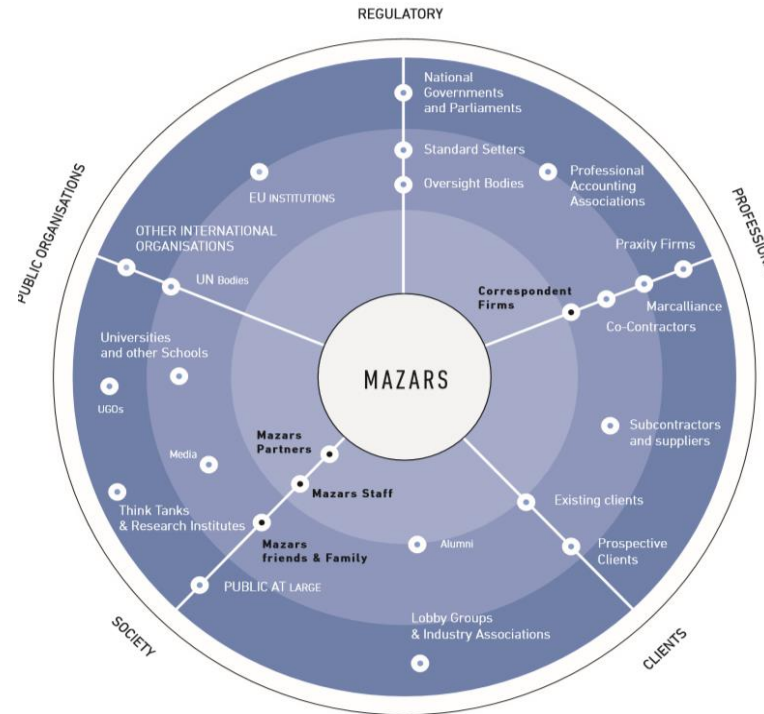 REGULATORY
National
Governments
and Parliaments
Standard Setters
Oversight Bodies
Professional
Accounting
Associations
EU INSTITUTIONS
PUBLIC ORGANISATIONS
OTHER INTERNATIONAL
ORGANISATIONS
UN Bodies
PROFESSION
Praxity Firms
Marcalliance
Co-Contractors
Correspondent
Firms
MAZARS
Universities
and other Schools
UGOs
Media
Think Tanks
& Research Institutes
Mazars
Partners
Mazars Staff
Mazars
friends & Family
PUBLIC AT LARGE
Subcontractors
and suppliers
Existing clients
Prospective
Clients
Alumni
Lobby Groups
& Industry Associations
SOCIETY
CLIENTS